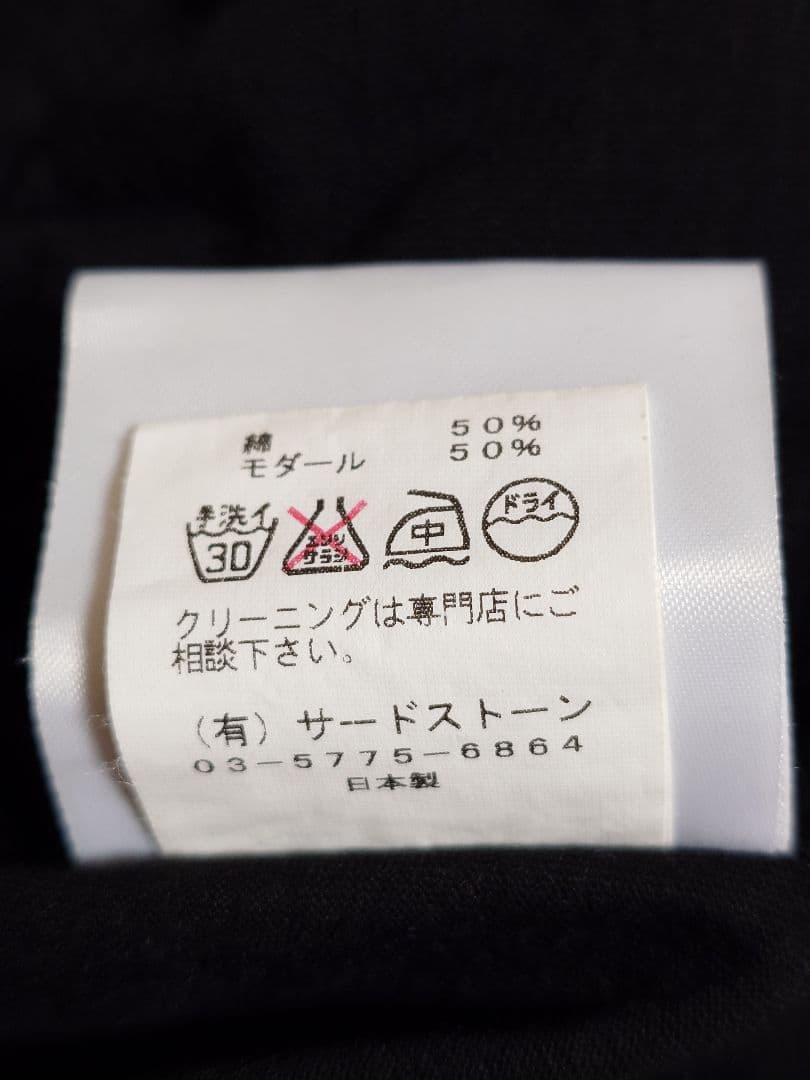 綿 50%
モダール 50%
手洗イ
30
エンソ
サラシ
中
ドライ
クリーニングは専門店にご
相談下さい。
(有)サードストーン
03-5775-6864
日本製